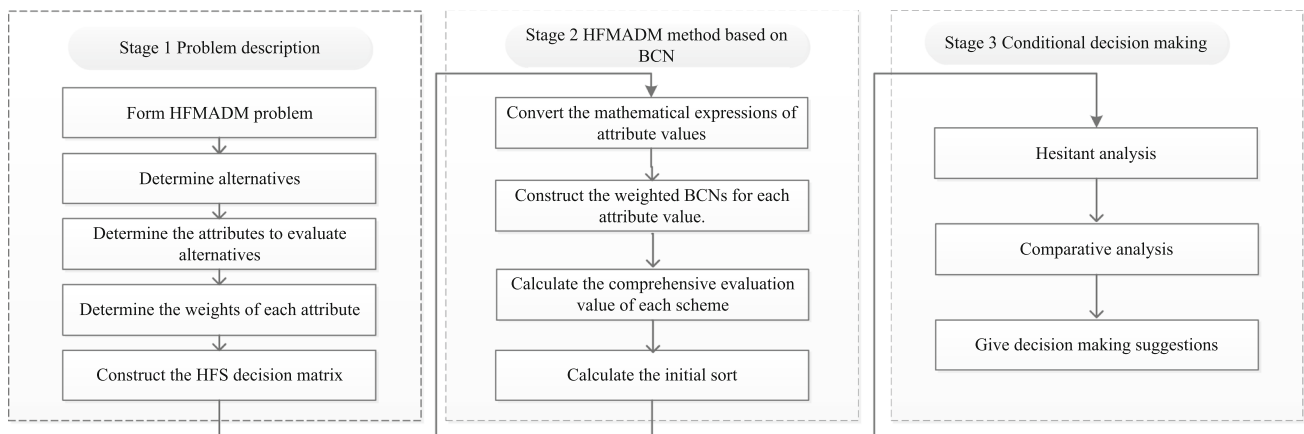 Stage 1 Problem description
Form HFMADM problem
Determine alternatives
Determine the attributes to evaluate
alternatives
Determine the weights of each attribute
Construct the HFS decision matrix
Stage 2 HFMADM method based on
BCN
Convert the mathematical expressions of
attribute values
Construct the weighted BCNs for each
attribute value.
Calculate the comprehensive evaluation
value of each scheme
Calculate the initial sort
Stage 3 Conditional decision making
Hesitant analysis
Comparative analysis
Give decision making suggestions